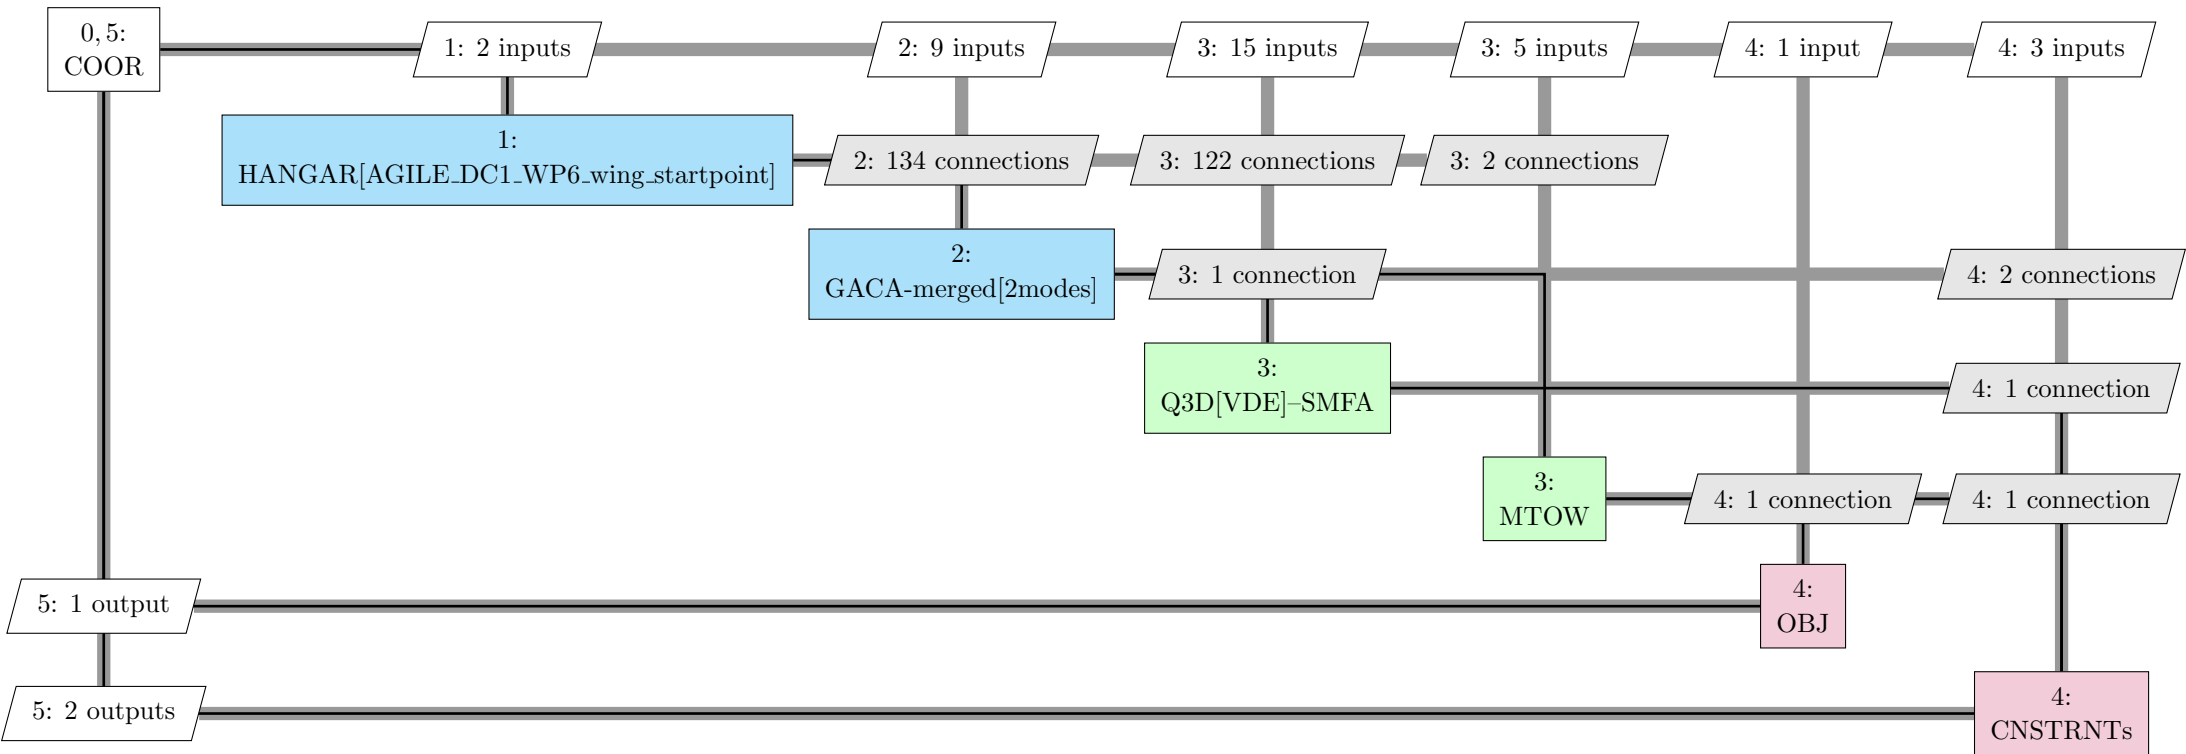 0, 5:
COOR
1: 2 inputs
2: 9 inputs
3: 15 inputs
3: 5 inputs
4: 1 input
4: 3 inputs
1:
HANGAR[AGILE_DC1_WP6_wing_startpoint]
2: 134 connections
3: 122 connections
3: 2 connections
2:
GACA-merged[2modes]
3: 1 connection
4: 2 connections
3:
Q3D[VDE]–SMFA
4: 1 connection
3:
MTOW
4: 1 connection
4: 1 connection
5: 1 output
4:
OBJ
5: 2 outputs
4:
CNSTRNTs